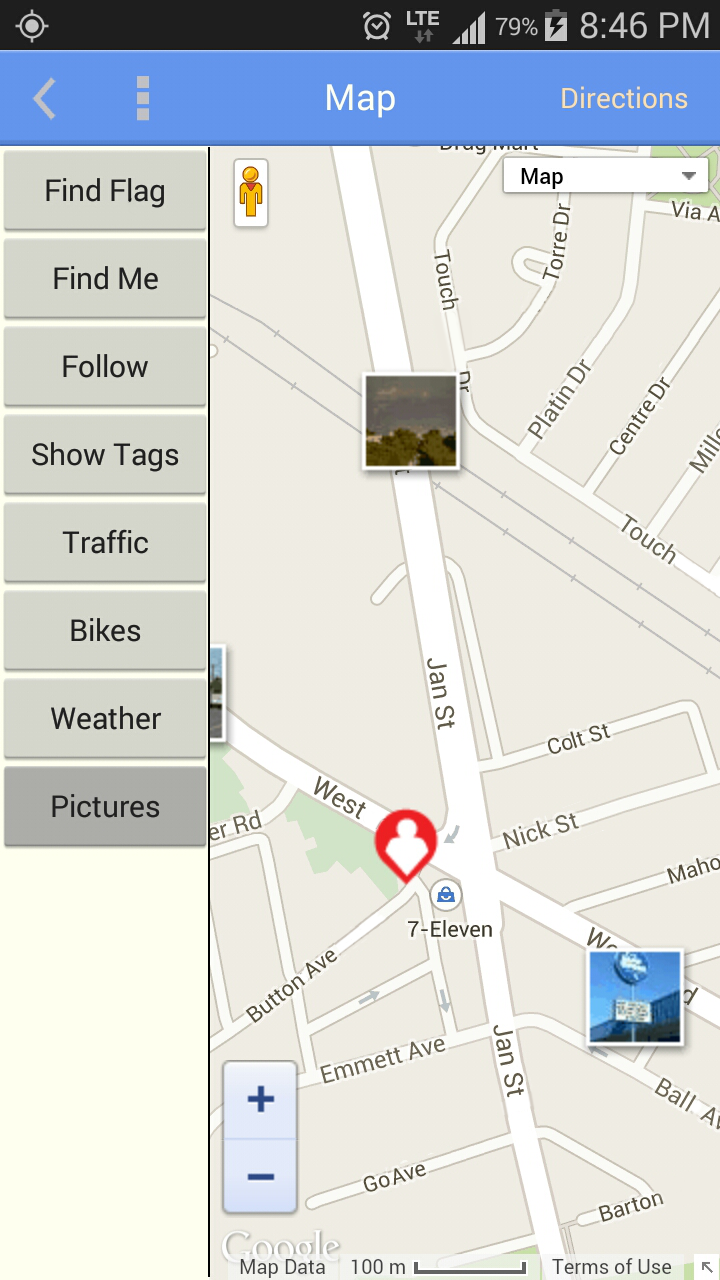 LTE 79% 8:46 PM
Map
Directions
Find Flag
Find Me
Follow
Show Tags
Traffic
Bikes
Weather
Pictures
Drug Mart
Map
Via A
Torre Dr
Touch
Dr
Platin Dr
Centre Dr
Mille
Touch
Jan St
Colt St
West
er Rd
Nick St
Maho
7-Eleven
We
d
Button Ave
Emmett Ave
Jan St
Ball Av
GoAve
Barton
+
−
Google
Map Data 100 m Terms of Use